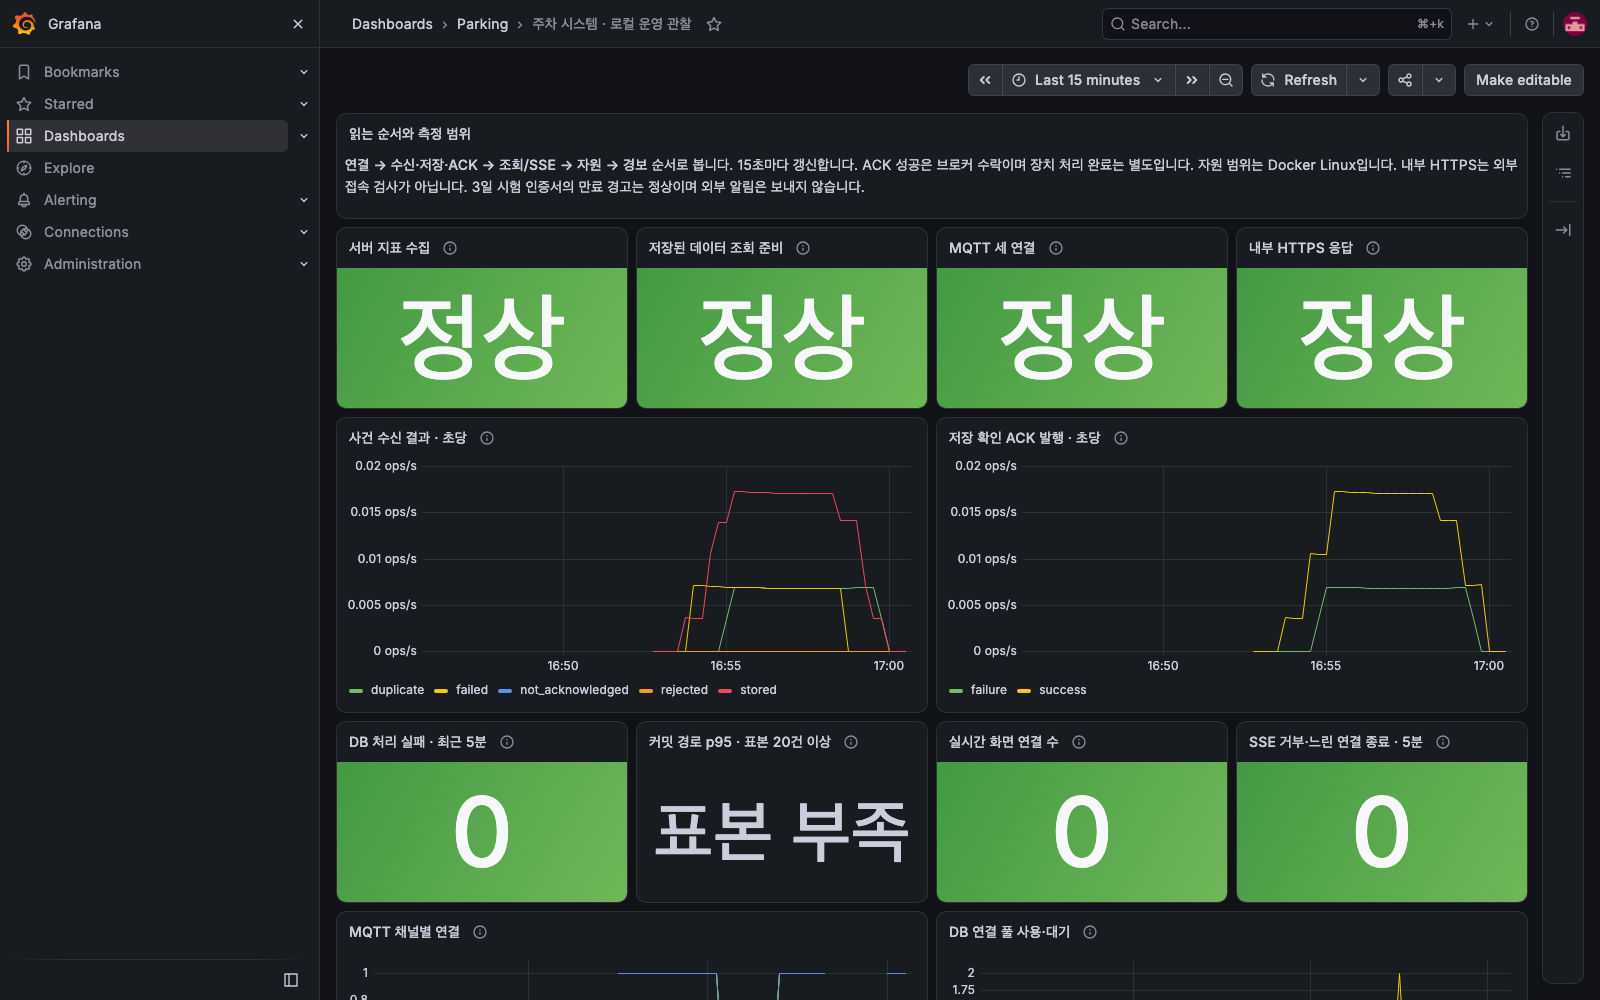 Grafana
Dashboards › Parking › 주차 시스템 · 로컬 운영 관찰
Search...
⌘+k
Bookmarks
Starred
Dashboards
Explore
Alerting
Connections
Administration
Last 15 minutes
Refresh
Make editable
읽는 순서와 측정 범위
연결 → 수신·저장·ACK → 조회/SSE → 자원 → 경보 순서로 봅니다. 15초마다 갱신합니다. ACK 성공은 브로커 수락이며 장치 처리 완료는 별도입니다. 자원 범위는 Docker Linux입니다. 내부 HTTPS는 외부
접속 검사가 아닙니다. 3일 시험 인증서의 만료 경고는 정상이며 외부 알림은 보내지 않습니다.
서버 지표 수집
정상
저장된 데이터 조회 준비
정상
MQTT 세 연결
정상
내부 HTTPS 응답
정상
사건 수신 결과 · 초당
0.02 ops/s
0.015 ops/s
0.01 ops/s
0.005 ops/s
0 ops/s
16:50
16:55
17:00
duplicate
failed
not_acknowledged
rejected
stored
저장 확인 ACK 발행 · 초당
0.02 ops/s
0.015 ops/s
0.01 ops/s
0.005 ops/s
0 ops/s
16:50
16:55
17:00
failure
success
DB 처리 실패 · 최근 5분
0
커밋 경로 p95 · 표본 20건 이상
표본 부족
실시간 화면 연결 수
0
SSE 거부·느린 연결 종료 · 5분
0
MQTT 채널별 연결
1
0.8
DB 연결 풀 사용·대기
2
1.75